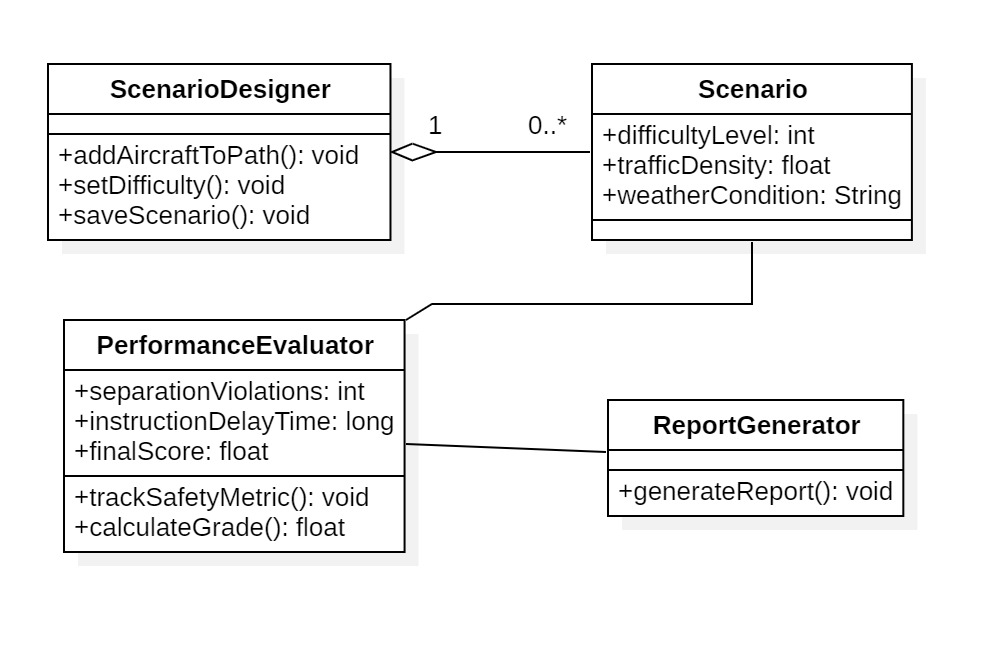 ScenarioDesigner
+addAircraftToPath(): void
+setDifficulty(): void
+saveScenario(): void
1
0..*
Scenario
+difficultyLevel: int
+trafficDensity: float
+weatherCondition: String
PerformanceEvaluator
+separationViolations: int
+instructionDelayTime: long
+finalScore: float
+trackSafetyMetric(): void
+calculateGrade(): float
ReportGenerator
+generateReport(): void